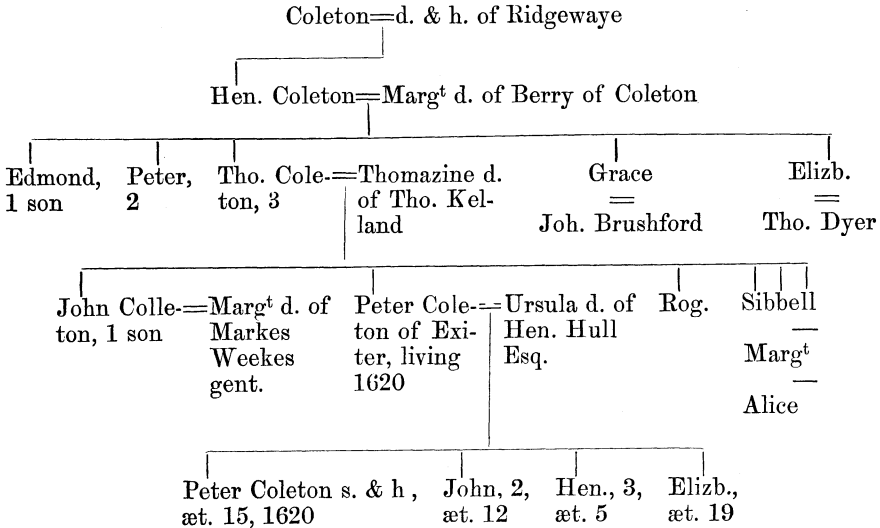 Coleton=d. & h. of Ridgewaye
Hen. Coleton=Margᵗ d. of Berry of Coleton
Edmond,
1 son
Peter,
2
Tho. Cole-=Thomazine d.
ton, 3
of Tho. Kel-
land
Grace
=
Joh. Brushford
Elizb.
=
Tho. Dyer
John Colle-=Margᵗ d. of
ton, 1 son
Markes
Weekes
gent.
Peter Cole-=Ursula d. of
ton of Exi-
ter, living
1620
Hen. Hull
Esq.
Rog.
Sibbell
—
Margᵗ
—
Alice
Peter Coleton s. & h,
æt. 15, 1620
John, 2,
æt. 12
Hen., 3,
æt. 5
Elizb.,
æt. 19